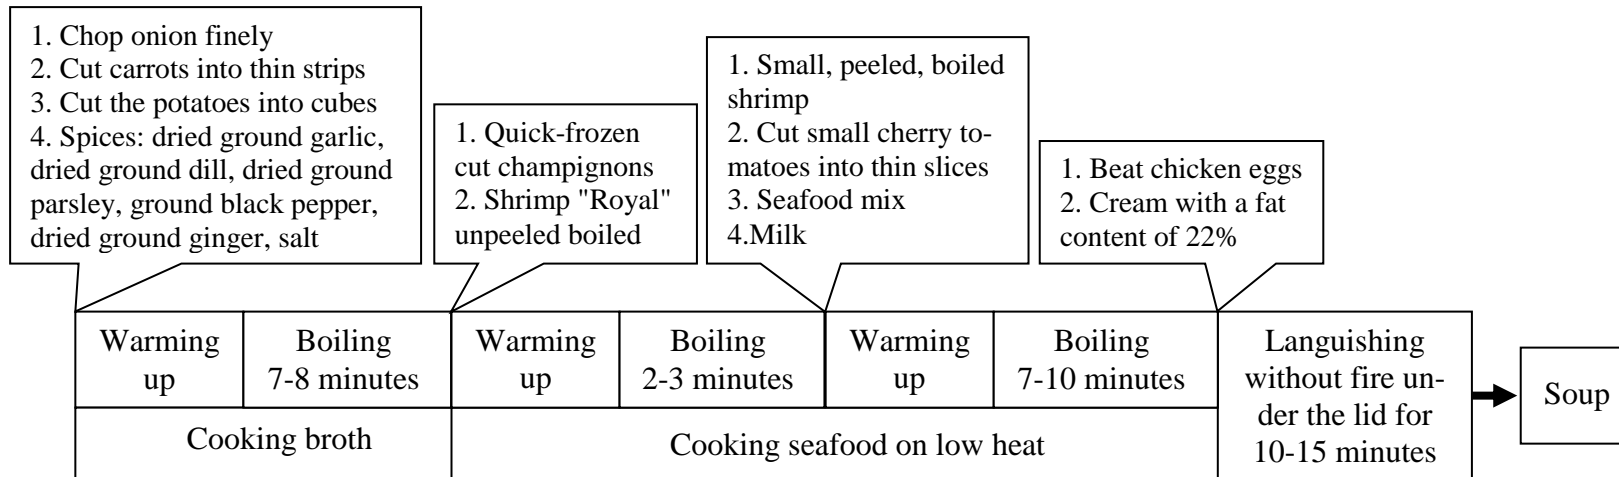 1. Chop onion finely
2. Cut carrots into thin strips
3. Cut the potatoes into cubes
4. Spices: dried ground garlic,
dried ground dill, dried ground
parsley, ground black pepper,
dried ground ginger, salt
1. Quick-frozen
cut champignons
2. Shrimp "Royal"
unpeeled boiled
1. Small, peeled, boiled
shrimp
2. Cut small cherry to-
matoes into thin slices
3. Seafood mix
4.Milk
1. Beat chicken eggs
2. Cream with a fat
content of 22%
Warming
up
Boiling
7-8 minutes
Warming
up
Boiling
2-3 minutes
Warming
up
Boiling
7-10 minutes
Languishing
without fire un-
der the lid for
10-15 minutes
Soup
Cooking broth
Cooking seafood on low heat